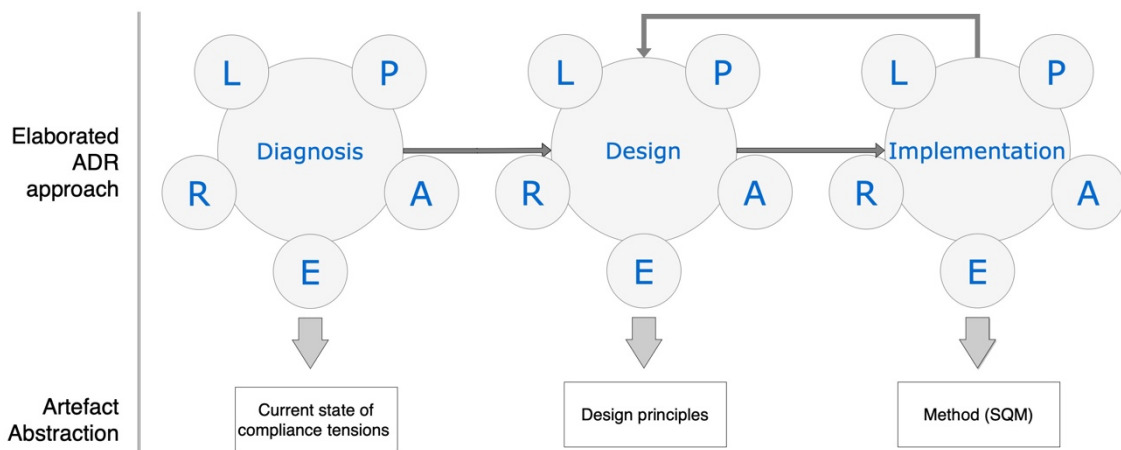 Elaborated
ADR
approach
L
P
Diagnosis
R
A
E
L
P
Design
R
A
E
L
P
Implementation
R
A
E
Artefact
Abstraction
Current state of
compliance tensions
Design principles
Method (SQM)